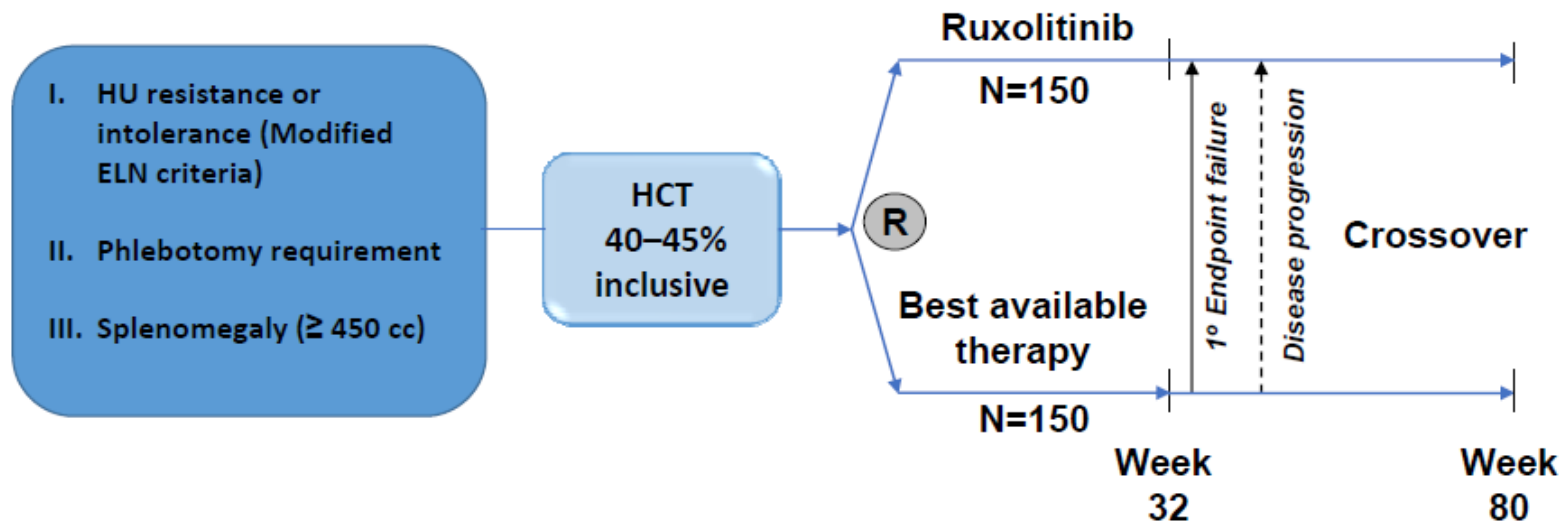 I. HU resistance or
intolerance (Modified
ELN criteria)
II. Phlebotomy requirement
III. Splenomegaly (≥ 450 cc)
HCT
40–45%
inclusive
R
Ruxolitinib
N=150
Best available
therapy
N=150
1º Endpoint failure
Disease progression
Crossover
Week
32
Week
80